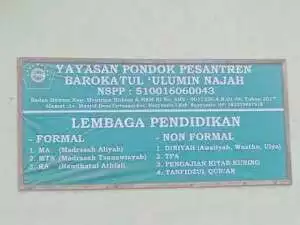 YAYASAN PONDOK PESANTREN
BAROKATUL 'ULUMIN NAJAH
NSPP : 510016060043
LEMBAGA PENDIDIKAN
- FORMAL
1. MA (Madrasah Aliyah)
2. MTS (Madrasah Tsanawiyah)
3. RA (Raudhatul Athfal)
- NON FORMAL
1. DINIYAH (Awaliyah, Wustho, Ulya)
2. TPA
3. PENGAJIAN KITAB KUNING
4. TAHFIDZUL QUR'AN